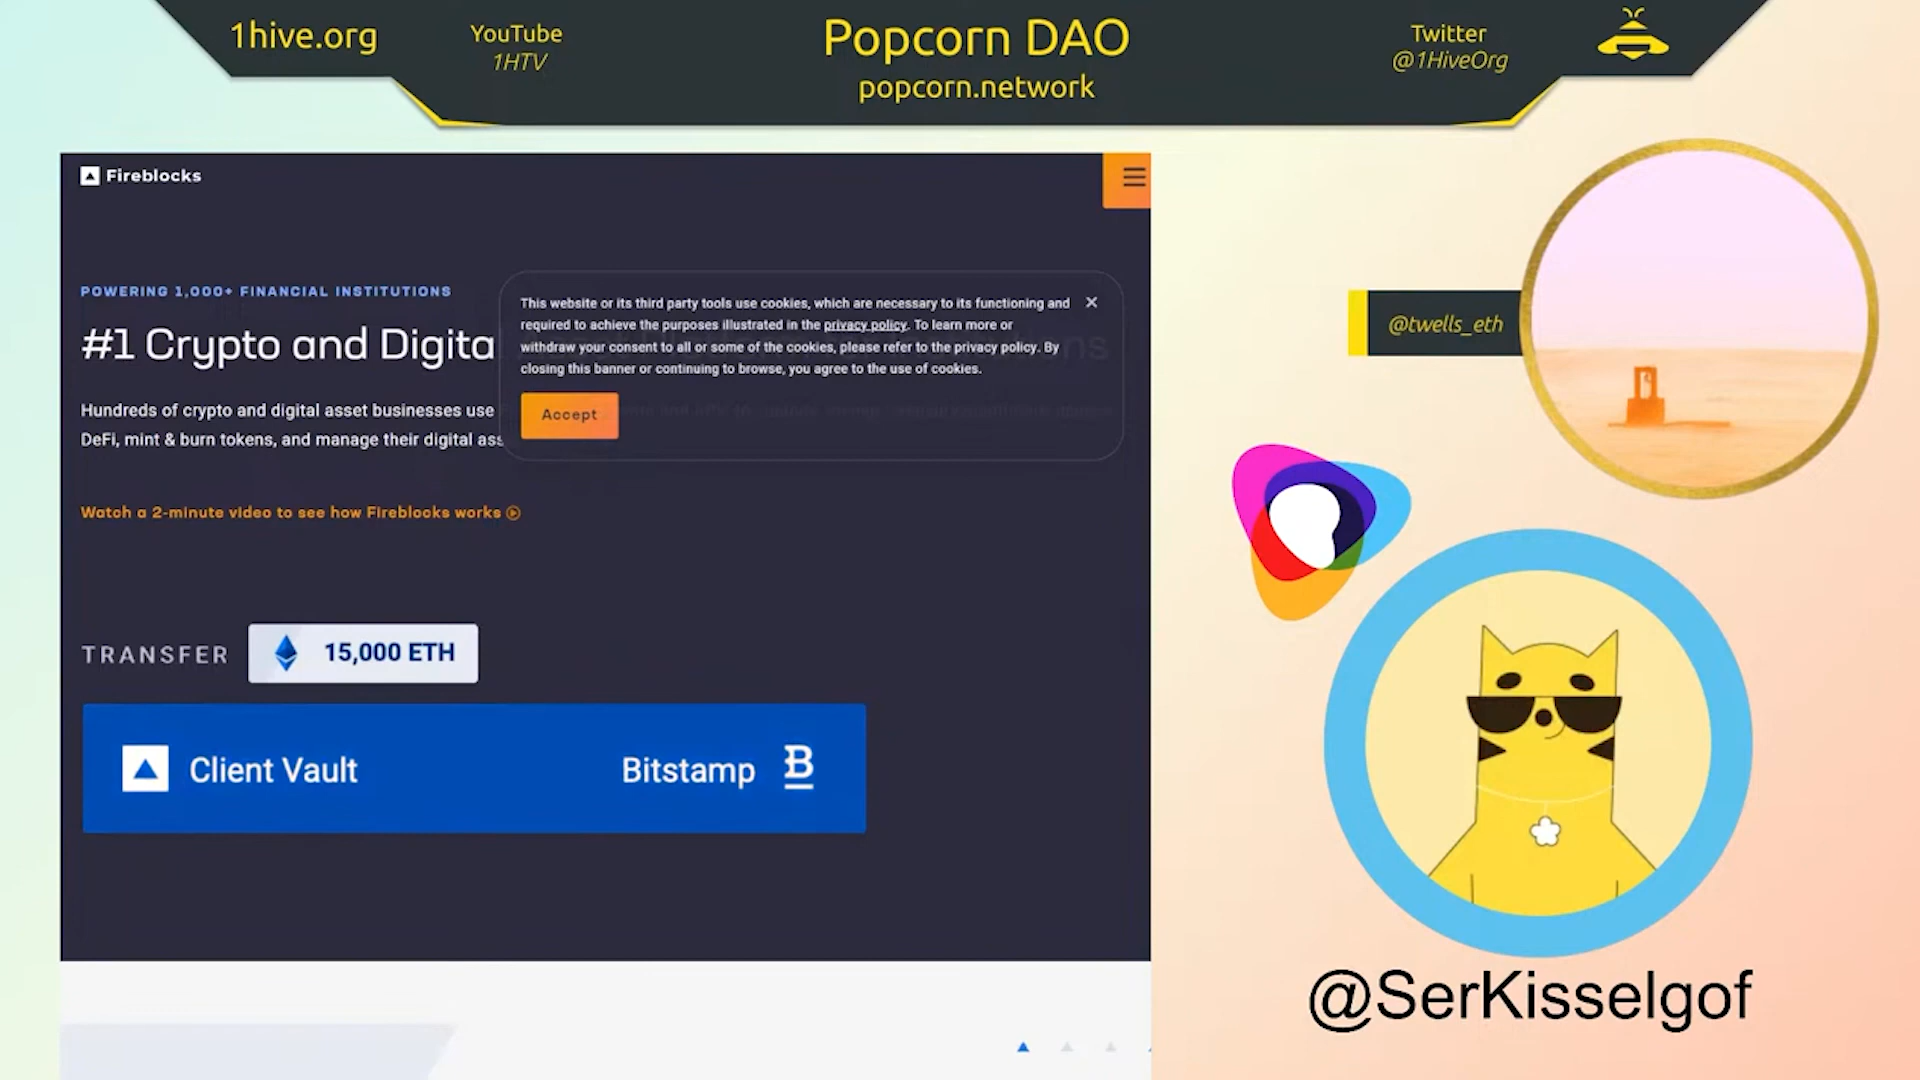 1hive.org
YouTube
1HTV
Popcorn DAO
popcorn.network
Twitter
@1HiveOrg
Fireblocks
POWERING 1,000+ FINANCIAL INSTITUTIONS
#1 Crypto and Digita
Hundreds of crypto and digital asset businesses use
DeFi, mint & burn tokens, and manage their digital ass
This website or its third party tools use cookies, which are necessary to its functioning and
required to achieve the purposes illustrated in the privacy policy. To learn more or
withdraw your consent to all or some of the cookies, please refer to the privacy policy. By
closing this banner or continuing to browse, you agree to the use of cookies.
Accept
Watch a 2-minute video to see how Fireblocks works
TRANSFER
15,000 ETH
Client Vault
Bitstamp
@twells_eth
@SerKisselgof